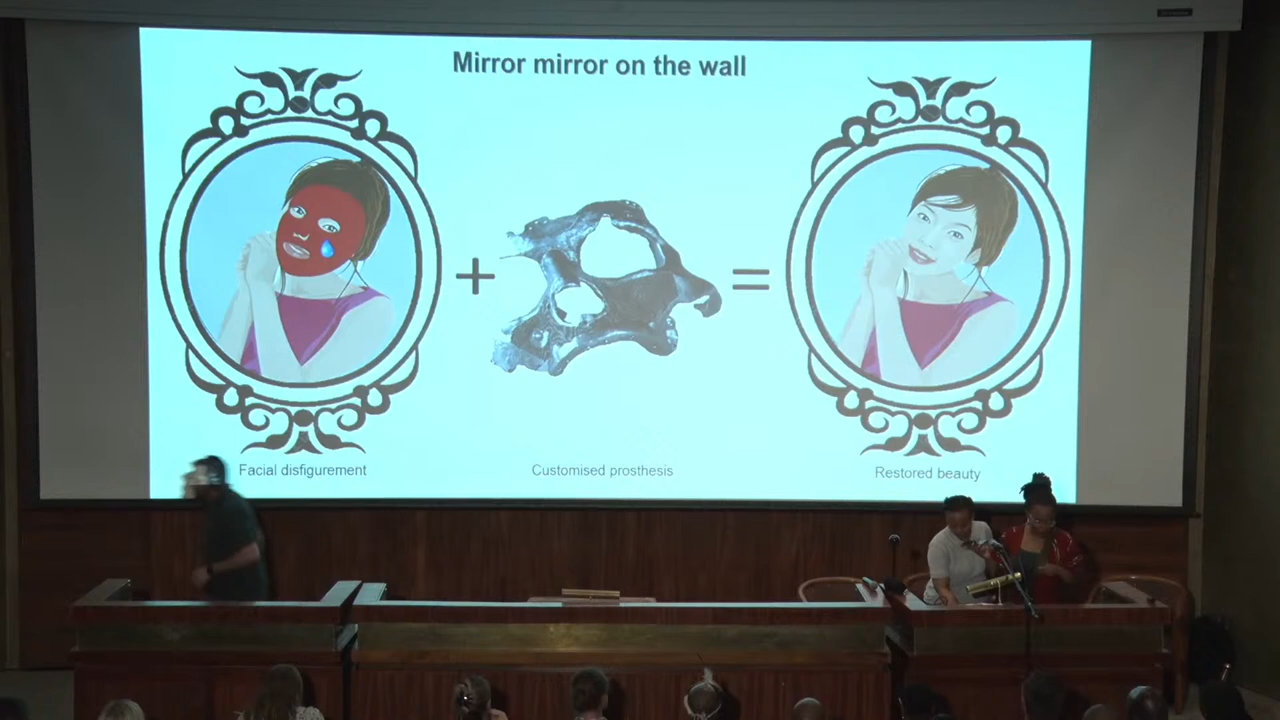 Mirror mirror on the wall
+
=
Facial disfigurement
Customised prosthesis
Restored beauty